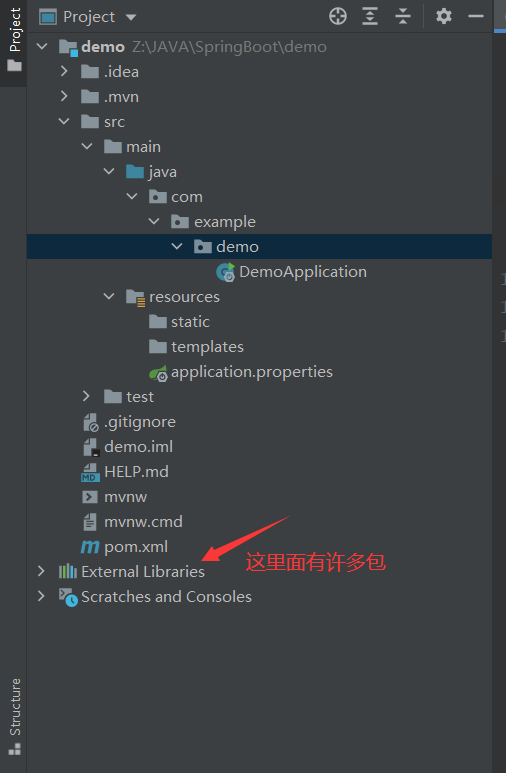 Project
Project
demo Z:\JAVA\SpringBoot\demo
.idea
.mvn
src
main
java
com
example
demo
DemoApplication
resources
static
templates
application.properties
test
.gitignore
demo.iml
HELP.md
mvnw
mvnw.cmd
pom.xml
External Libraries
这里面有许多包
Scratches and Consoles
Structure